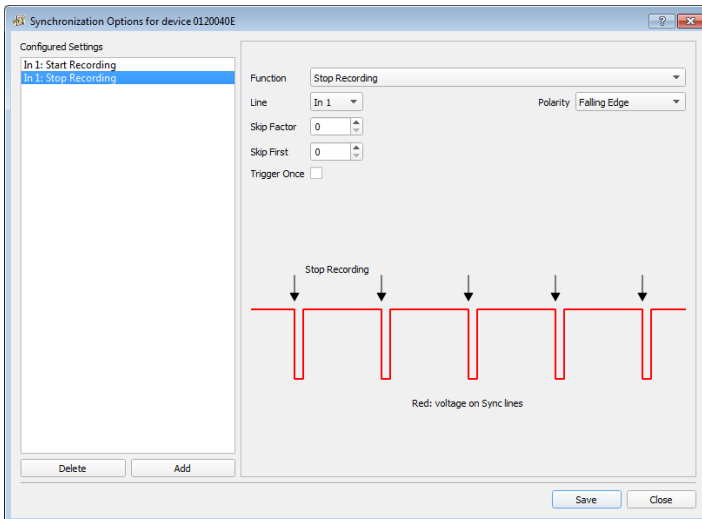 Synchronization Options for device 0120040E
Configured Settings
In 1: Start Recording
In 1: Stop Recording
Function Stop Recording
Line In 1 Polarity Falling Edge
Skip Factor 0
Skip First 0
Trigger Once
Stop Recording
Red: voltage on Sync lines
Delete Add
Save Close